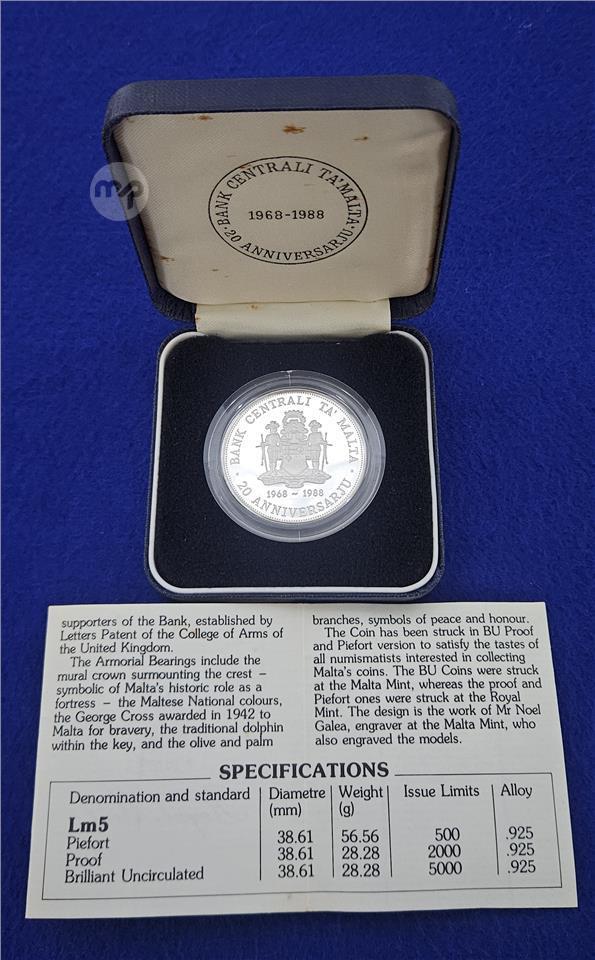 m/p
· BANK CENTRALI TA' MALTA ·
1968-1988
20 ANNIVERSARJU
· BANK CENTRALI TA' MALTA ·
1968 - 1988
20 ANNIVERSARJU
supporters of the Bank, established by
Letters Patent of the College of Arms of
the United Kingdom.
The Armorial Bearings include the
mural crown surmounting the crest –
symbolic of Malta's historic role as a
fortress – the Maltese National colours,
the George Cross awarded in 1942 to
Malta for bravery, the traditional dolphin
within the key, and the olive and palm
branches, symbols of peace and honour.
The Coin has been struck in BU Proof
and Piefort version to satisfy the tastes of
all numismatists interested in collecting
Malta's coins. The BU Coins were struck
at the Malta Mint, whereas the proof and
Piefort ones were struck at the Royal
Mint. The design is the work of Mr Noel
Galea, engraver at the Malta Mint, who
also engraved the models.
SPECIFICATIONS
Denomination and standard Diametre (mm) Weight (g) Issue Limits Alloy
Lm5
Piefort 38.61 56.56 500 .925
Proof 38.61 28.28 2000 .925
Brilliant Uncirculated 38.61 28.28 5000 .925